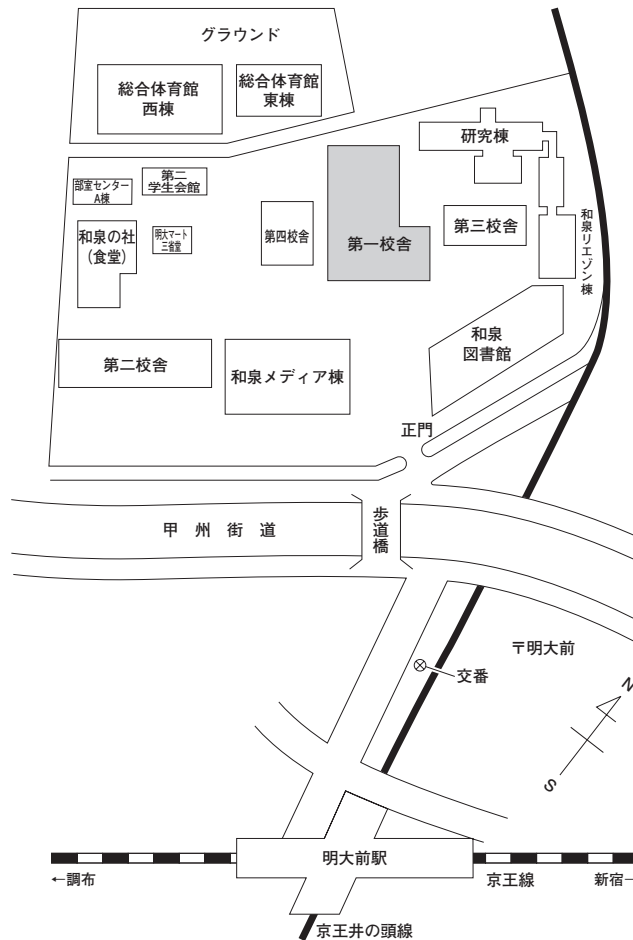 グラウンド
総合体育館
西棟
総合体育館
東棟
研究棟
部室センター
A棟
第二
学生会館
和泉の杜
(食堂)
明大マート
三省堂
第四校舎
第一校舎
第三校舎
和泉リエゾン棟
和泉
図書館
第二校舎
和泉メディア棟
正門
甲州街道
歩道橋
〒明大前
交番
N
S
明大前駅
←調布
京王線
新宿→
京王井の頭線